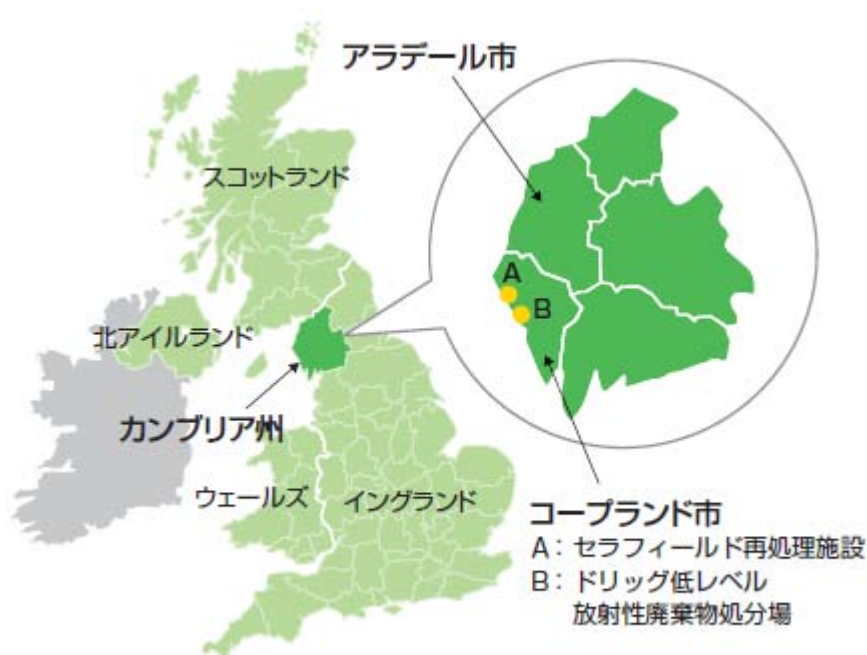 アラデール市
スコットランド
A
B
北アイルランド
カンブリア州
ウェールズ
イングランド
コープランド市
A：セラフィールド再処理施設
B：ドリッグ低レベル
放射性廃棄物処分場